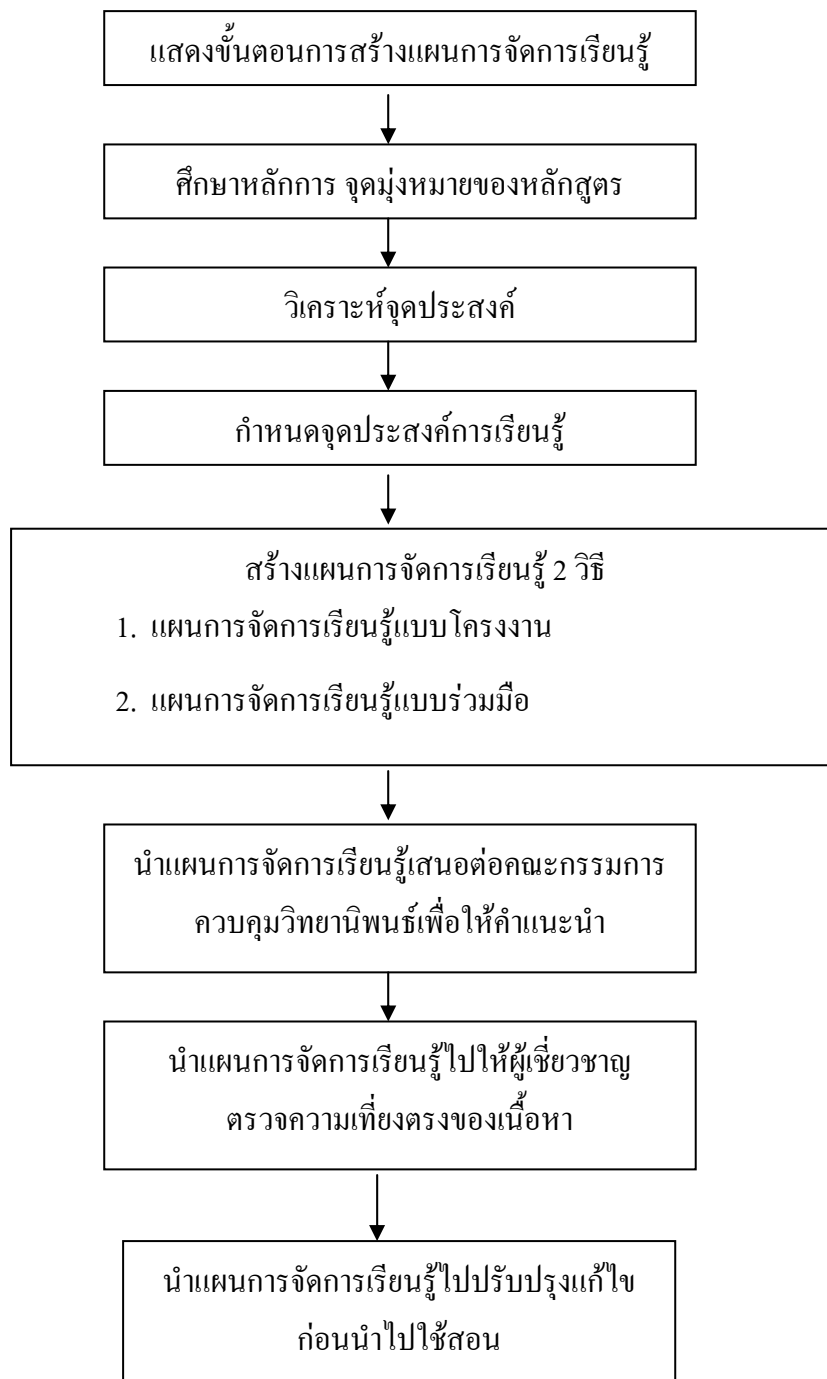 แสดงขั้นตอนการสร้างแผนการจัดการเรียนรู้
ศึกษาหลักการ จุดมุ่งหมายของหลักสูตร
วิเคราะห์จุดประสงค์
กำหนดจุดประสงค์การเรียนรู้
สร้างแผนการจัดการเรียนรู้ 2 วิธี
1. แผนการจัดการเรียนรู้แบบโครงงาน
2. แผนการจัดการเรียนรู้แบบร่วมมือ
นำแผนการจัดการเรียนรู้เสนอต่อคณะกรรมการ
ควบคุมวิทยานิพนธ์เพื่อให้คำแนะนำ
นำแผนการจัดการเรียนรู้ไปให้ผู้เชี่ยวชาญ
ตรวจความเที่ยงตรงของเนื้อหา
นำแผนการจัดการเรียนรู้ไปปรับปรุงแก้ไข
ก่อนนำไปใช้สอน